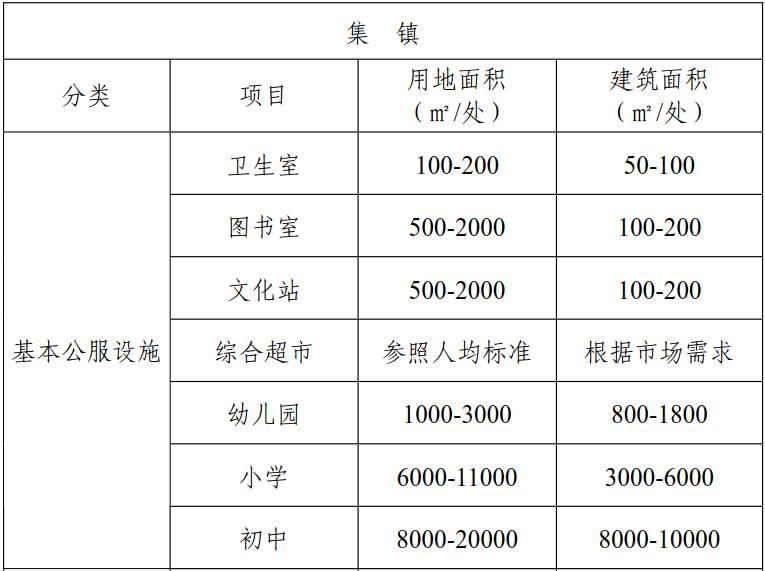 集 镇
分类 项目 用地面积（㎡/处） 建筑面积（㎡/处）
基本公服设施
卫生室 100-200 50-100
图书室 500-2000 100-200
文化站 500-2000 100-200
综合超市 参照人均标准 根据市场需求
幼儿园 1000-3000 800-1800
小学 6000-11000 3000-6000
初中 8000-20000 8000-10000